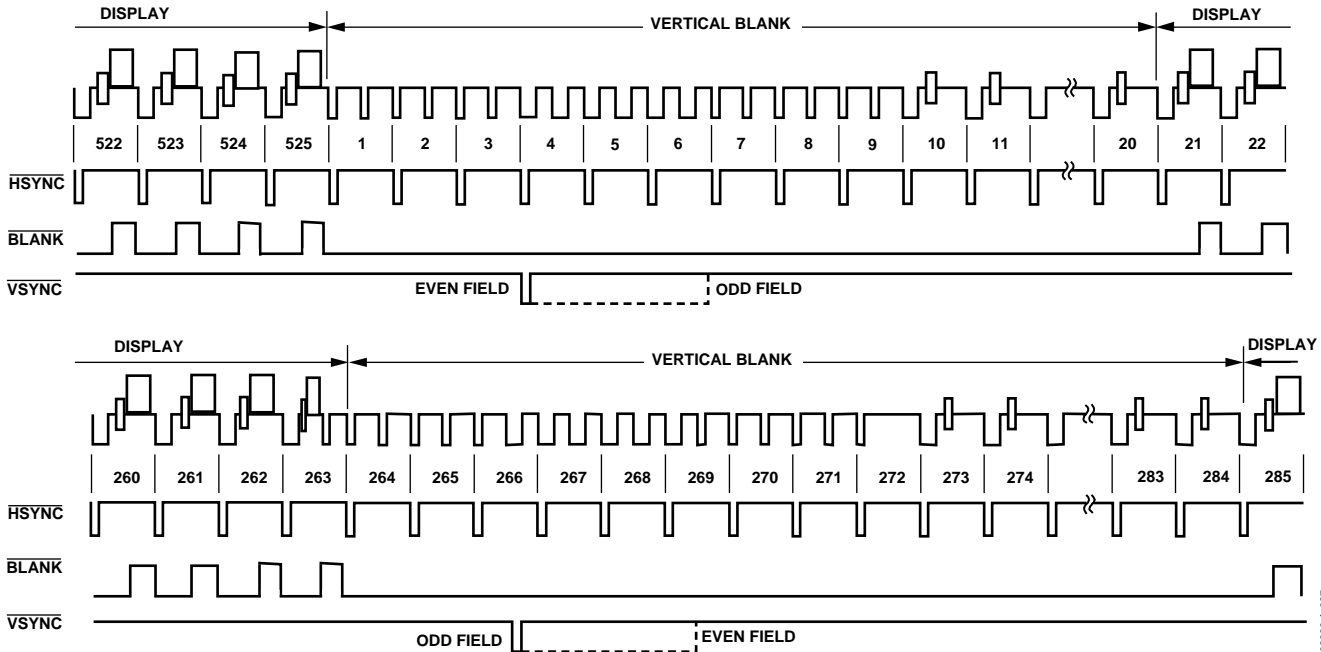 DISPLAY VERTICAL BLANK DISPLAY
522 523 524 525 1 2 3 4 5 6 7 8 9 10 11 20 21 22
HSYNC
BLANK
VSYNC EVEN FIELD ODD FIELD
DISPLAY VERTICAL BLANK DISPLAY
260 261 262 263 264 265 266 267 268 269 270 271 272 273 274 283 284 285
HSYNC
BLANK
VSYNC ODD FIELD EVEN FIELD